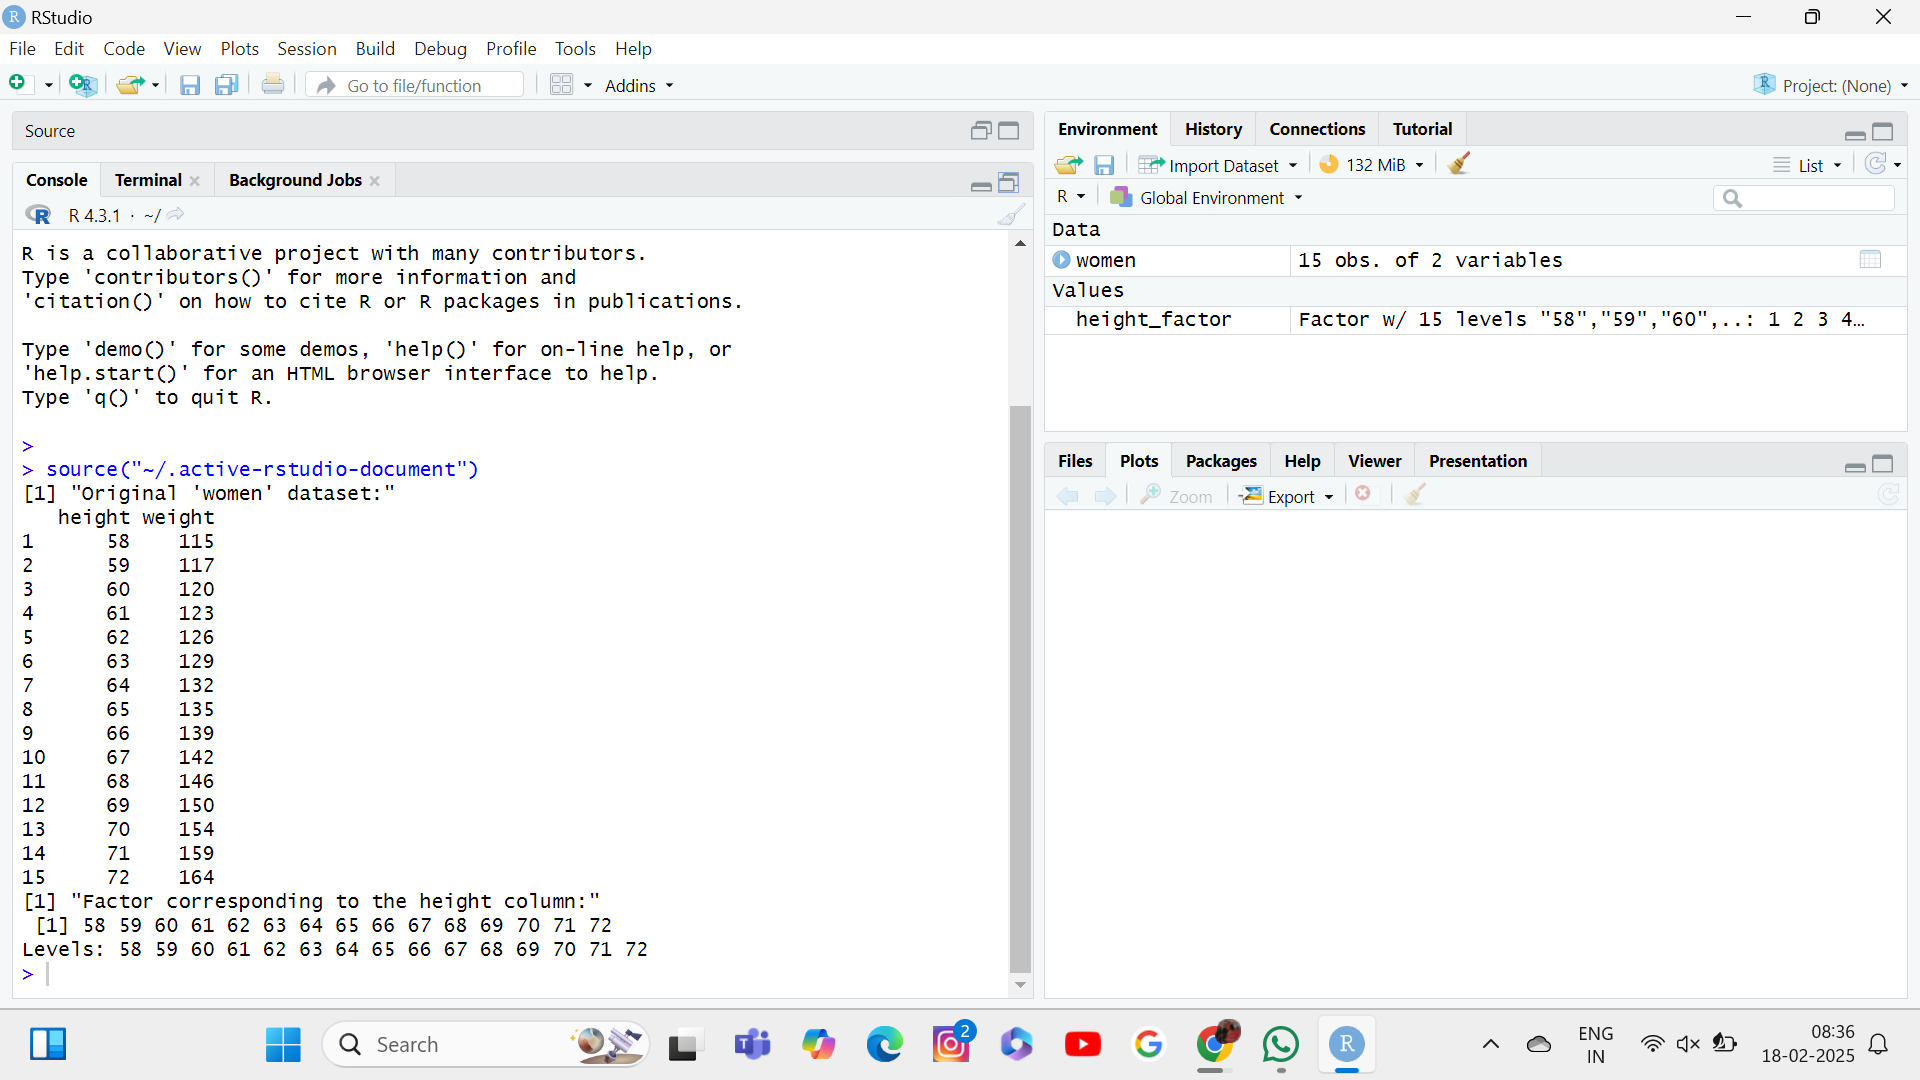 RStudio
File Edit Code View Plots Session Build Debug Profile Tools Help
Go to file/function Addins Project: (None)
Source
Console Terminal Background Jobs
R 4.3.1 · ~/
R is a collaborative project with many contributors.
Type 'contributors()' for more information and
'citation()' on how to cite R or R packages in publications.
Type 'demo()' for some demos, 'help()' for on-line help, or
'help.start()' for an HTML browser interface to help.
Type 'q()' to quit R.
>
> source("~/.active-rstudio-document")
[1] "Original 'women' dataset:"
height weight
1 58 115
2 59 117
3 60 120
4 61 123
5 62 126
6 63 129
7 64 132
8 65 135
9 66 139
10 67 142
11 68 146
12 69 150
13 70 154
14 71 159
15 72 164
[1] "Factor corresponding to the height column:"
[1] 58 59 60 61 62 63 64 65 66 67 68 69 70 71 72
Levels: 58 59 60 61 62 63 64 65 66 67 68 69 70 71 72
>
Environment History Connections Tutorial
Import Dataset 132 MiB List
R Global Environment
Data
women 15 obs. of 2 variables
Values
height_factor Factor w/ 15 levels "58","59","60",..: 1 2 3 4…
Files Plots Packages Help Viewer Presentation
Zoom Export
Search
2
ENG
IN
08:36
18-02-2025